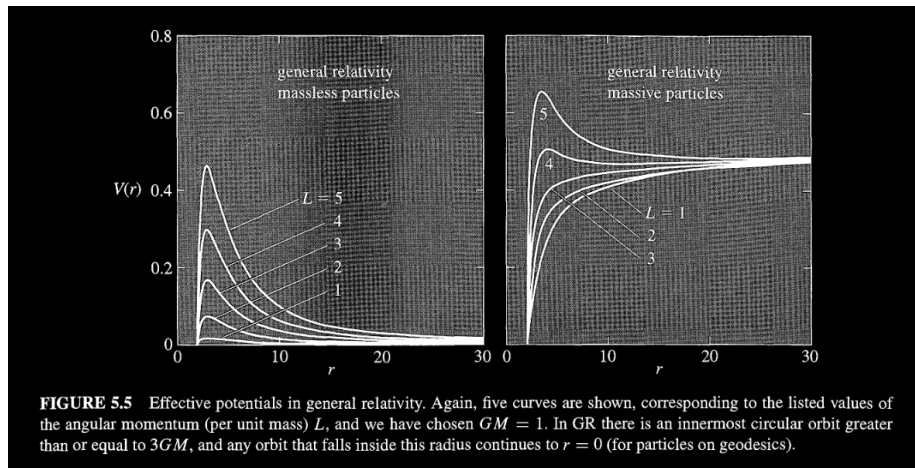 0.8
0.6
0.4
0.2
0
V(r)
general relativity
massless particles
L = 5
4
3
2
1
0
10
20
30
r
general relativity
massive particles
5
4
L = 1
2
3
0
10
20
30
r
FIGURE 5.5 Effective potentials in general relativity. Again, five curves are shown, corresponding to the listed values of
the angular momentum (per unit mass) L, and we have chosen GM = 1. In GR there is an innermost circular orbit greater
than or equal to 3GM, and any orbit that falls inside this radius continues to r = 0 (for particles on geodesics).